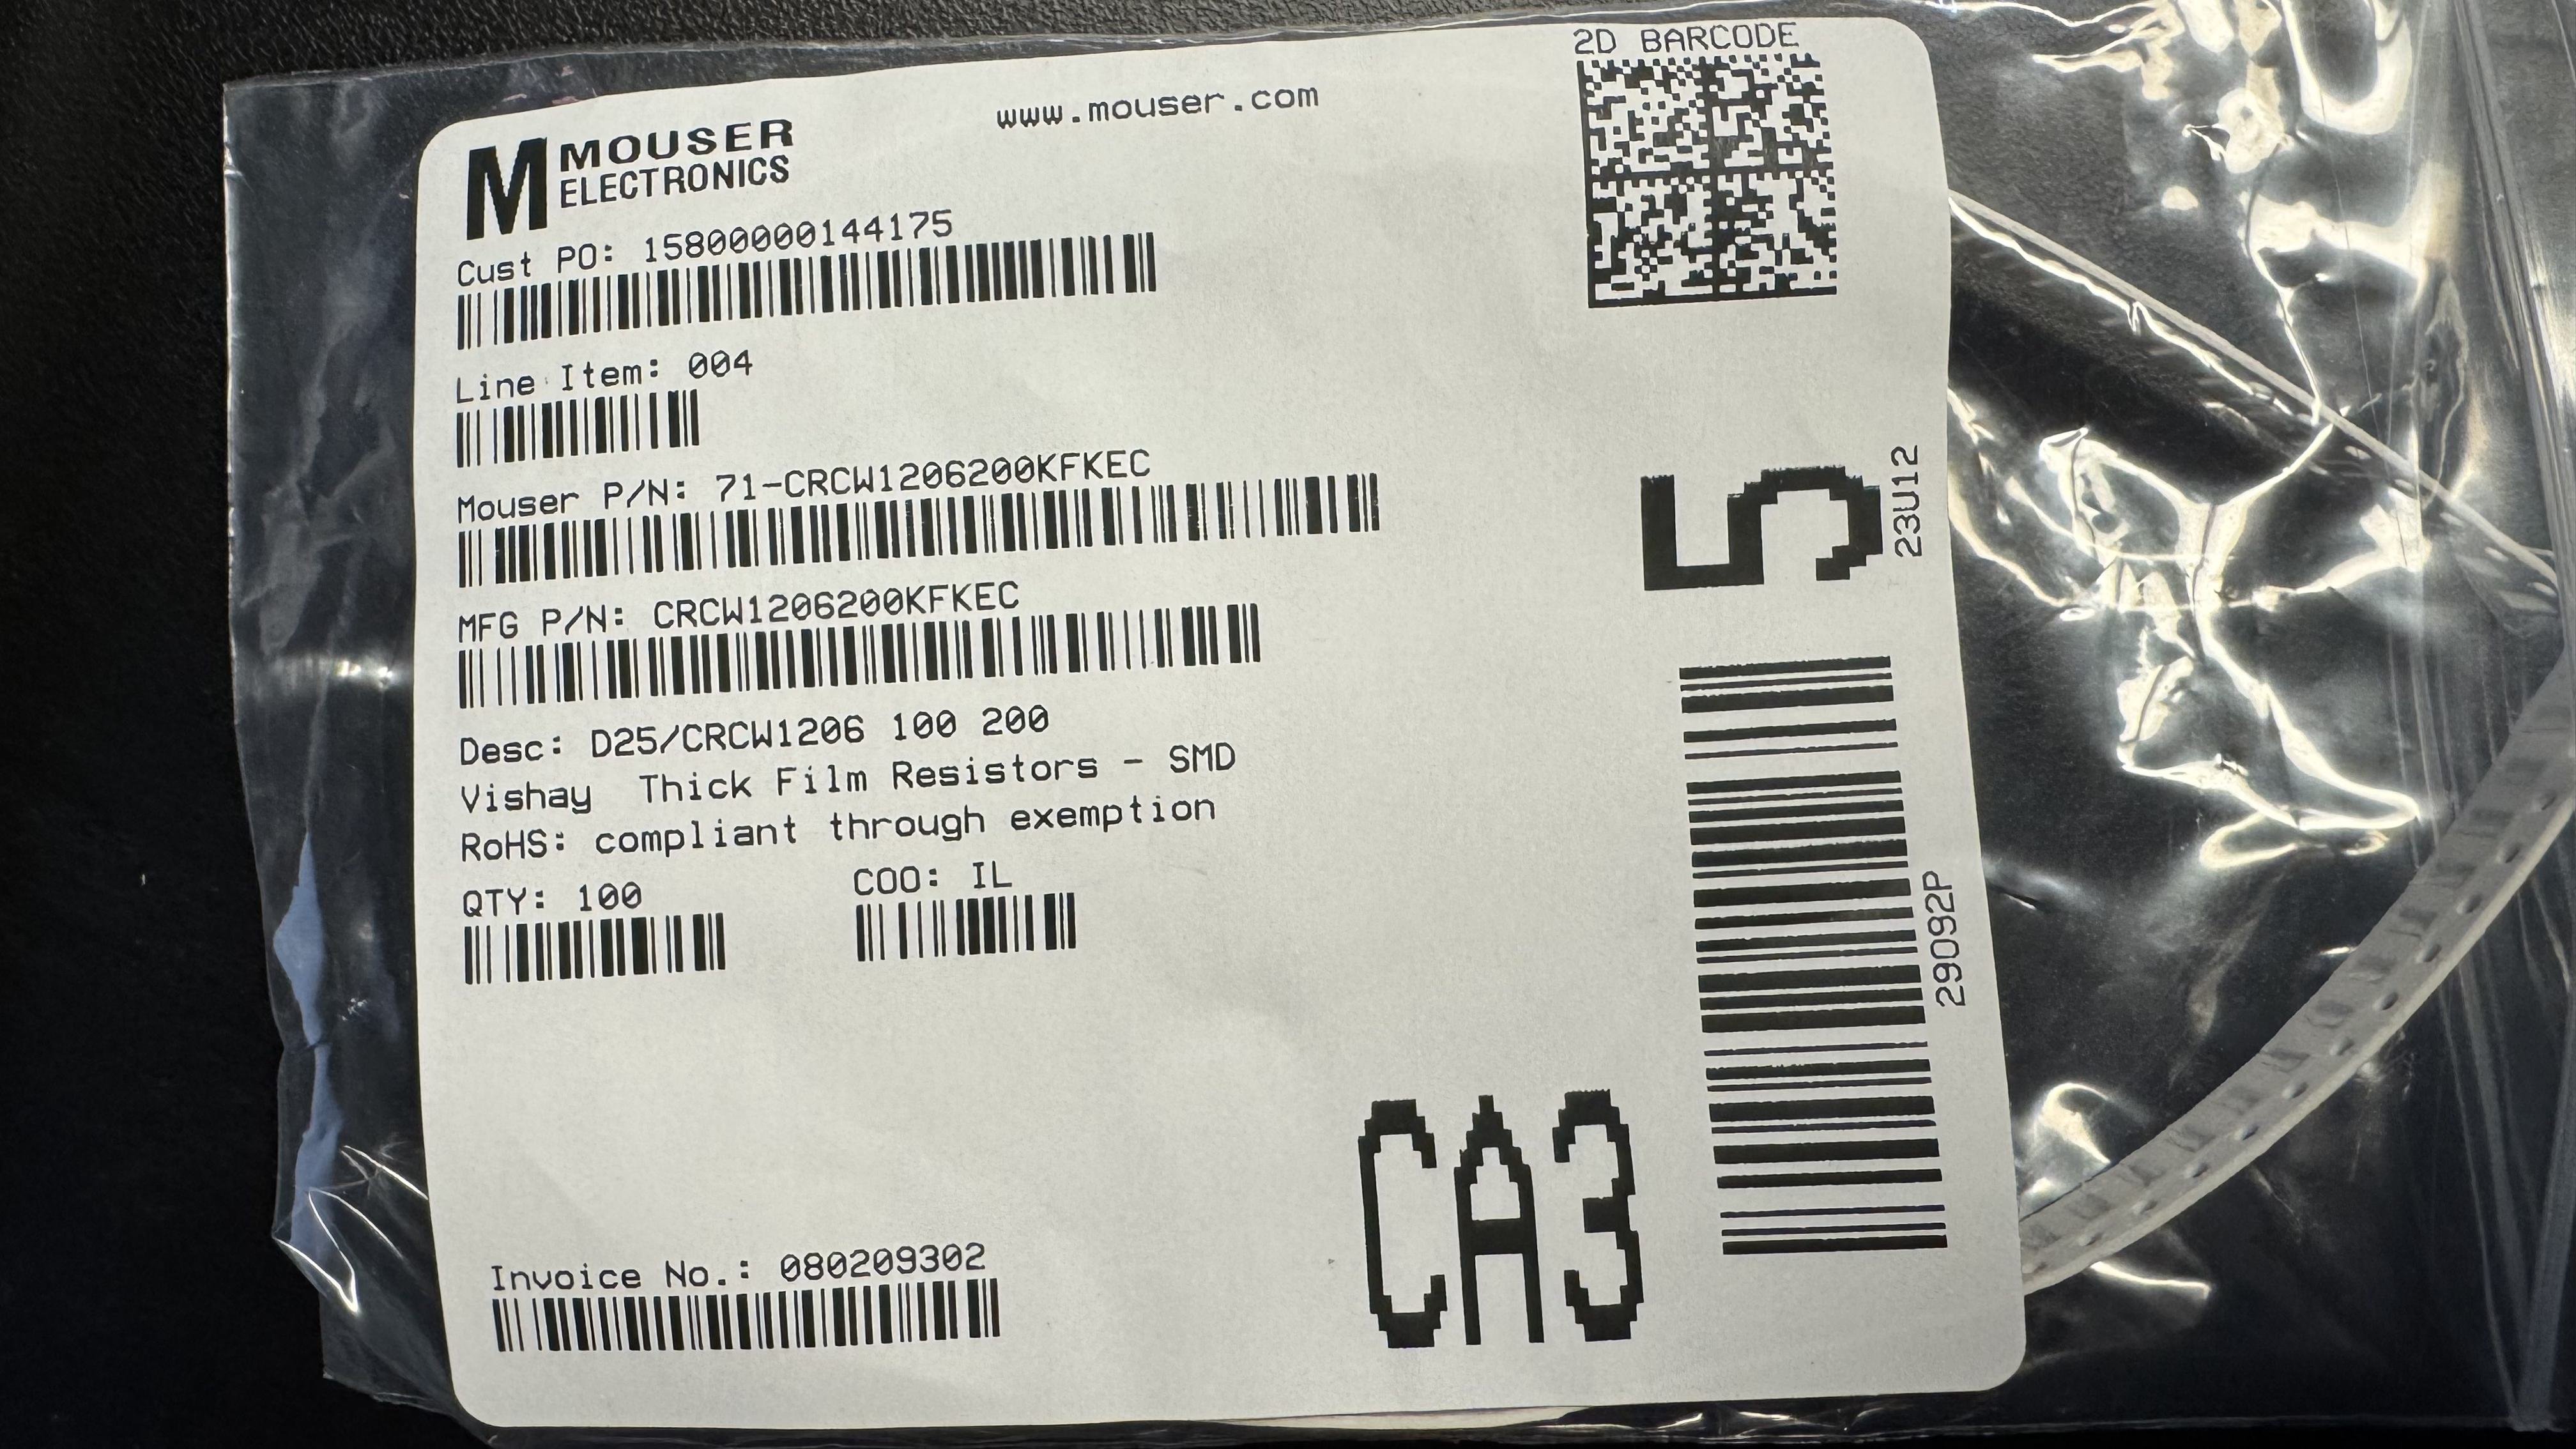 2D BARCODE
www.mouser.com
M MOUSER
ELECTRONICS
Cust PO: 15800000144175
Line Item: 004
Mouser P/N: 71-CRCW1206200KFKEC
MFG P/N: CRCW1206200KFKEC
Desc: D25/CRCW1206 100 200
Vishay Thick Film Resistors - SMD
RoHS: compliant through exemption
QTY: 100 COO: IL
Invoice No.: 080209302
CA3
5
23U12
29092P